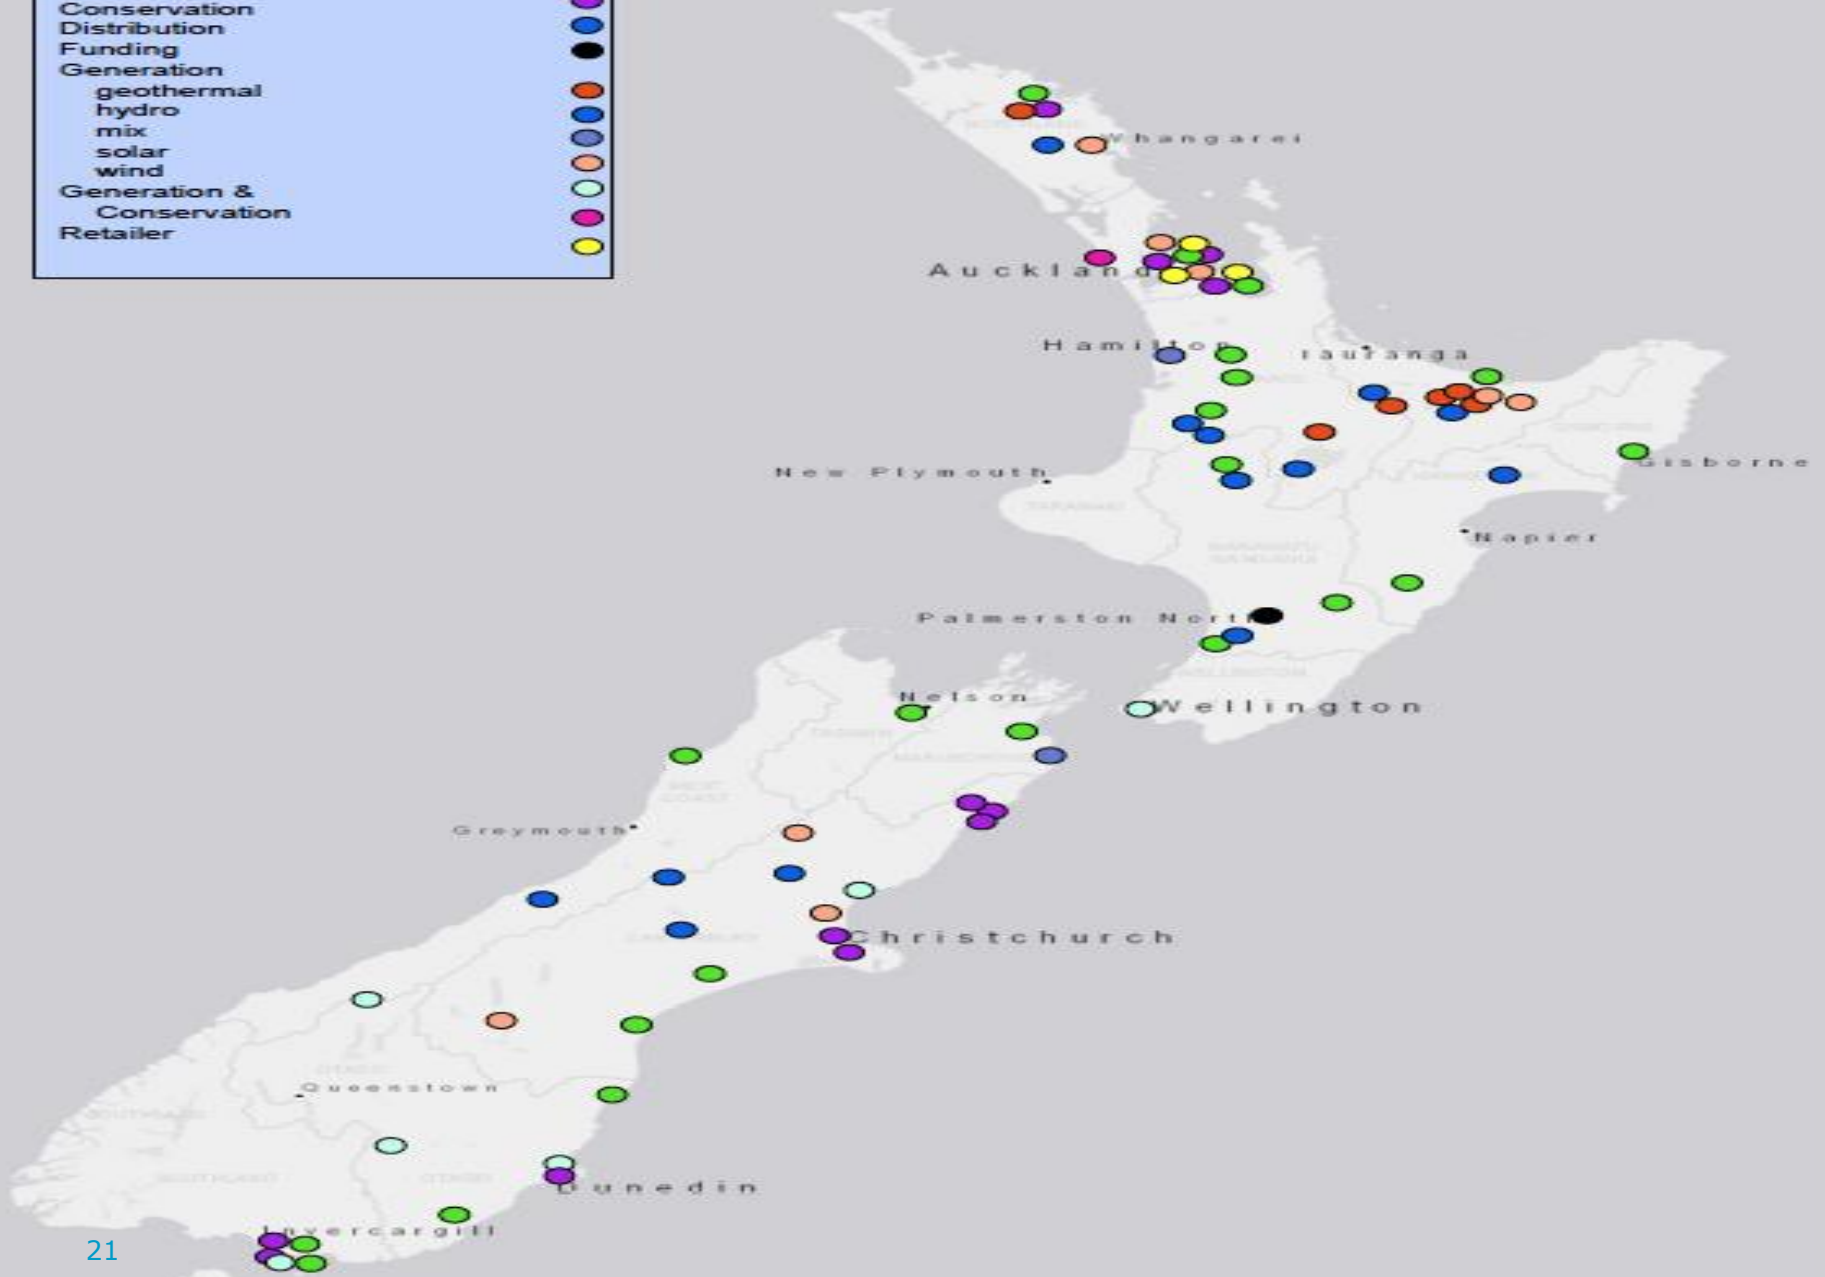 Conservation
Distribution
Funding
Generation
geothermal
hydro
mix
solar
wind
Generation &
Conservation
Retailer
Whangarei
Auckland
Hamilton
Tauranga
New Plymouth
Gisborne
Napier
Palmerston North
Nelson
Wellington
Greymouth
Christchurch
Queenstown
Dunedin
Invercargill
21